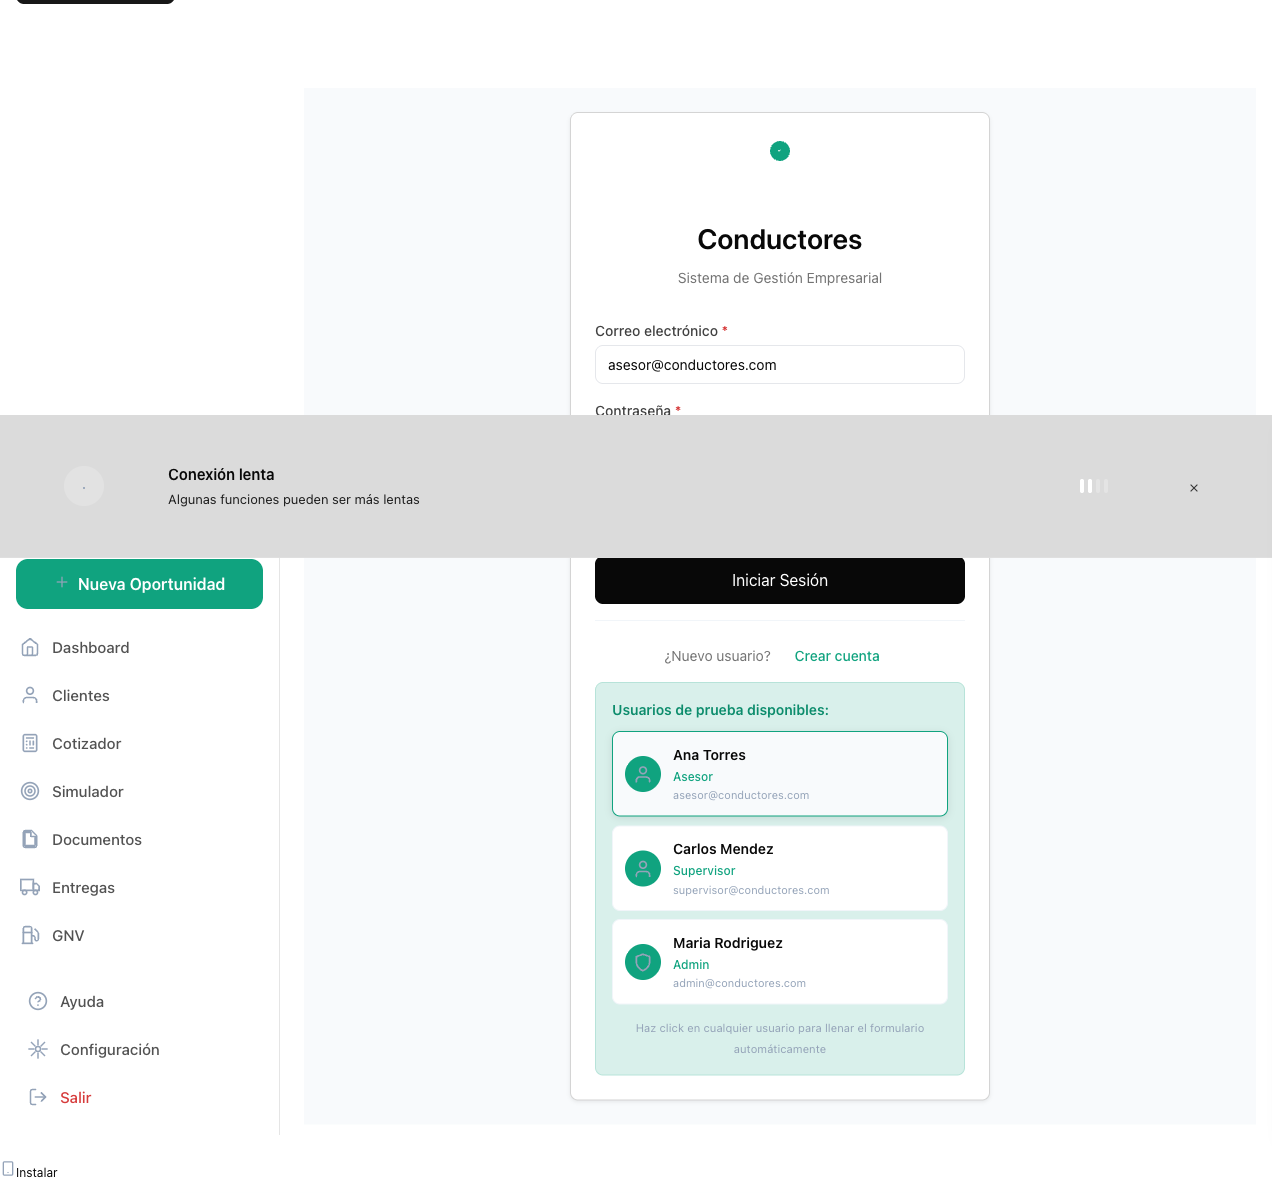 Conductores
Sistema de Gestión Empresarial
Correo electrónico *
asesor@conductores.com
Contraseña *
Conexión lenta
Algunas funciones pueden ser más lentas
×
Nueva Oportunidad
Dashboard
Clientes
Cotizador
Simulador
Documentos
Entregas
GNV
Ayuda
Configuración
Salir
Iniciar Sesión
¿Nuevo usuario? Crear cuenta
Usuarios de prueba disponibles:
Ana Torres
Asesor
asesor@conductores.com
Carlos Mendez
Supervisor
supervisor@conductores.com
Maria Rodriguez
Admin
admin@conductores.com
Haz click en cualquier usuario para llenar el formulario
automáticamente
Instalar